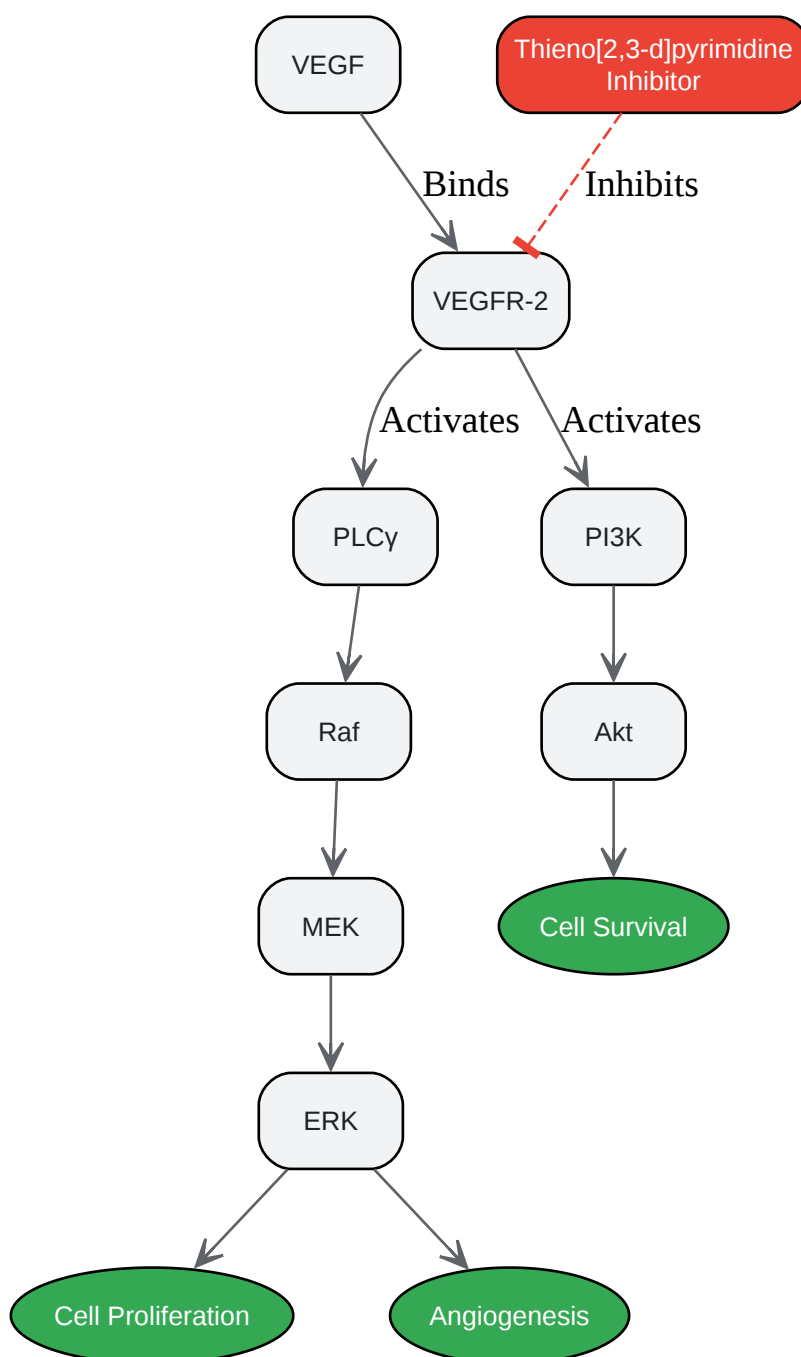 VEGF
Thieno[2,3-d]pyrimidine
Inhibitor
Binds
Inhibits
VEGFR-2
Activates
Activates
PLCγ
PI3K
Raf
Akt
MEK
Cell Survival
ERK
Cell Proliferation
Angiogenesis